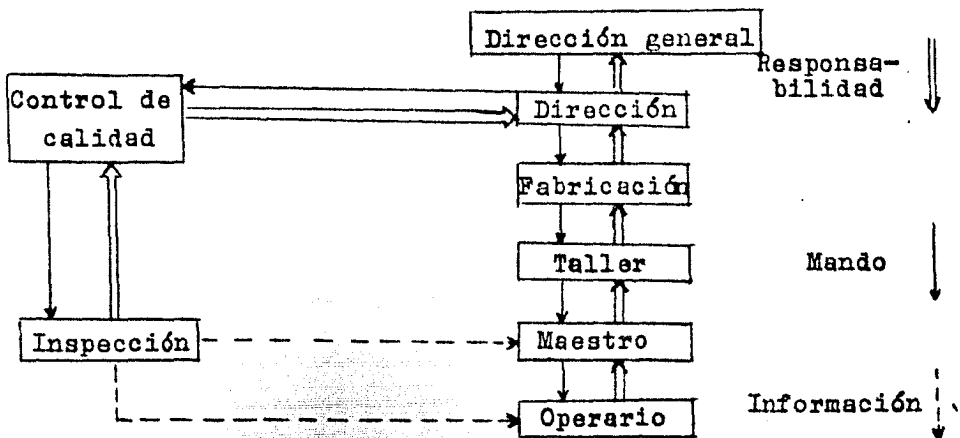 Dirección general
Responsa-
bilidad
Control de
calidad
Dirección
Fabricación
Taller
Mando
Inspección
Maestro
Operario
Información